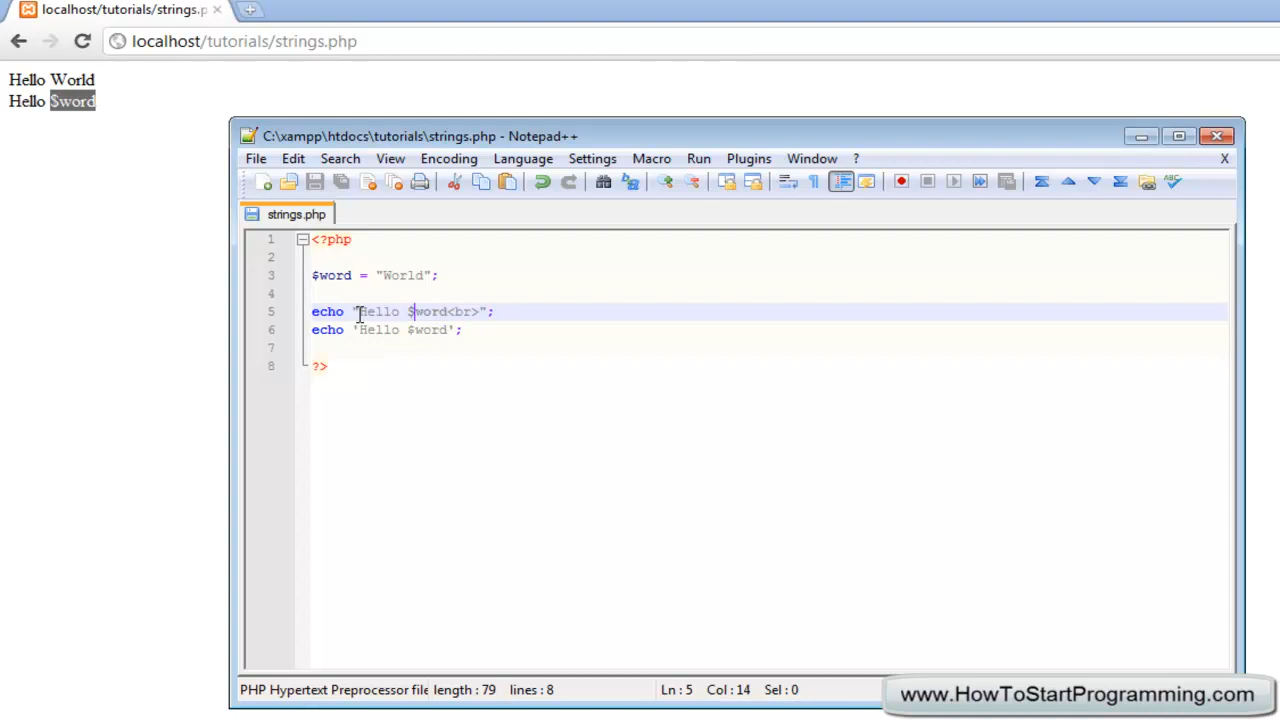 localhost/tutorials/strings.p
localhost/tutorials/strings.php
Hello World
Hello $word
C:\xampp\htdocs\tutorials\strings.php - Notepad++
File Edit Search View Encoding Language Settings Macro Run Plugins Window ? X
strings.php
1 <?php
2
3 $word = "World";
4
5 echo "Hello $word<br>";
6 echo 'Hello $word';
7
8 ?>
PHP Hypertext Preprocessor file length : 79 lines : 8 Ln : 5 Col : 14 Sel : 0
www.HowToStartProgramming.com